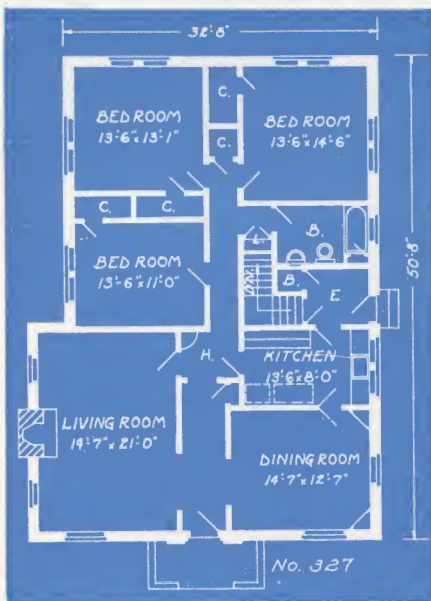 32'-8"
BED ROOM
13'-6" x 13'-1"
C.
C.
BED ROOM
13'-6" x 14'-6"
C.
C.
BED ROOM
13'-6" x 11'-0"
L.
B.
B.
E
50'-8"
H.
KITCHEN
13'-6" x 8'-0"
LIVING ROOM
14'-7" x 21'-0"
DINING ROOM
14'-7" x 12'-7"
No. 327